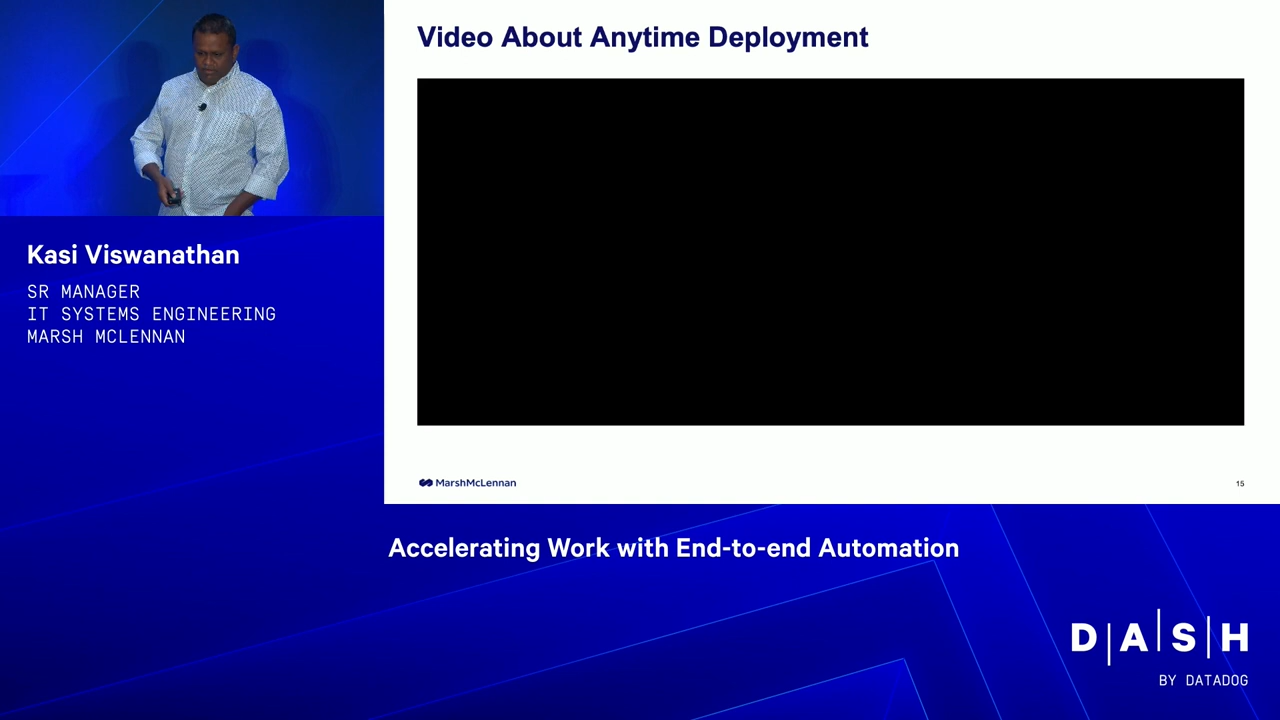 Video About Anytime Deployment
Kasi Viswanathan
SR MANAGER
IT SYSTEMS ENGINEERING
MARSH MCLENNAN
MarshMcLennan
15
Accelerating Work with End-to-end Automation
D|A|S|H
BY DATADOG